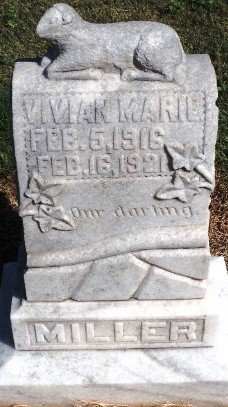 VIVIAN MARIE
FEB. 5, 1916
FEB. 16, 1921
Our darling.
MILLER